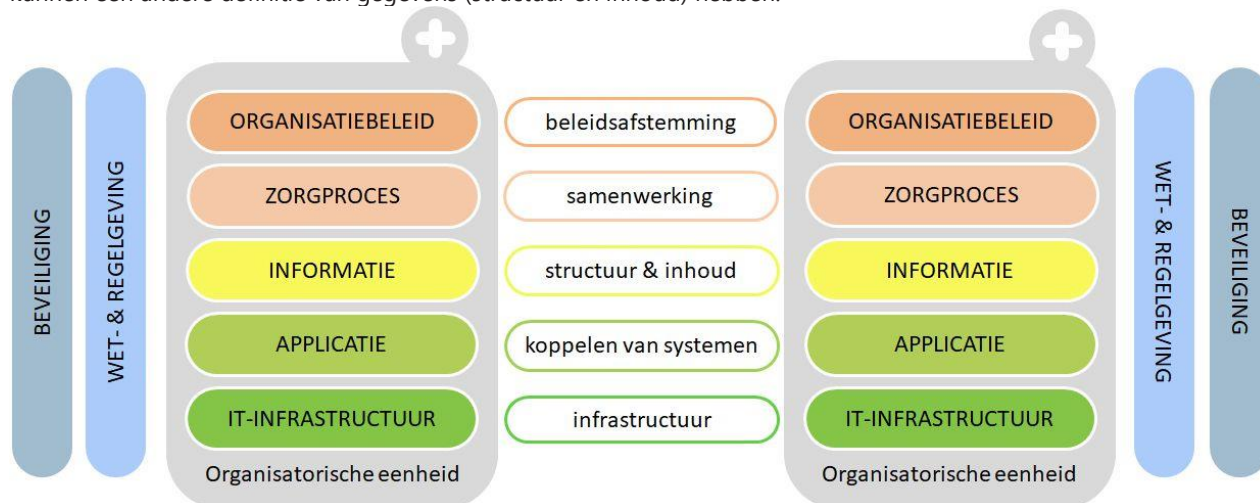 kunnen een andere definitie van gegevens (structuur en inhoud) hebben.
BEVEILIGING
WET- & REGELGEVING
ORGANISATIEBELEID
ZORGPROCES
INFORMATIE
APPLICATIE
IT-INFRASTRUCTUUR
Organisatorische eenheid
beleidsafstemming
samenwerking
structuur & inhoud
koppelen van systemen
infrastructuur
ORGANISATIEBELEID
ZORGPROCES
INFORMATIE
APPLICATIE
IT-INFRASTRUCTUUR
Organisatorische eenheid
WET- & REGELGEVING
BEVEILIGING